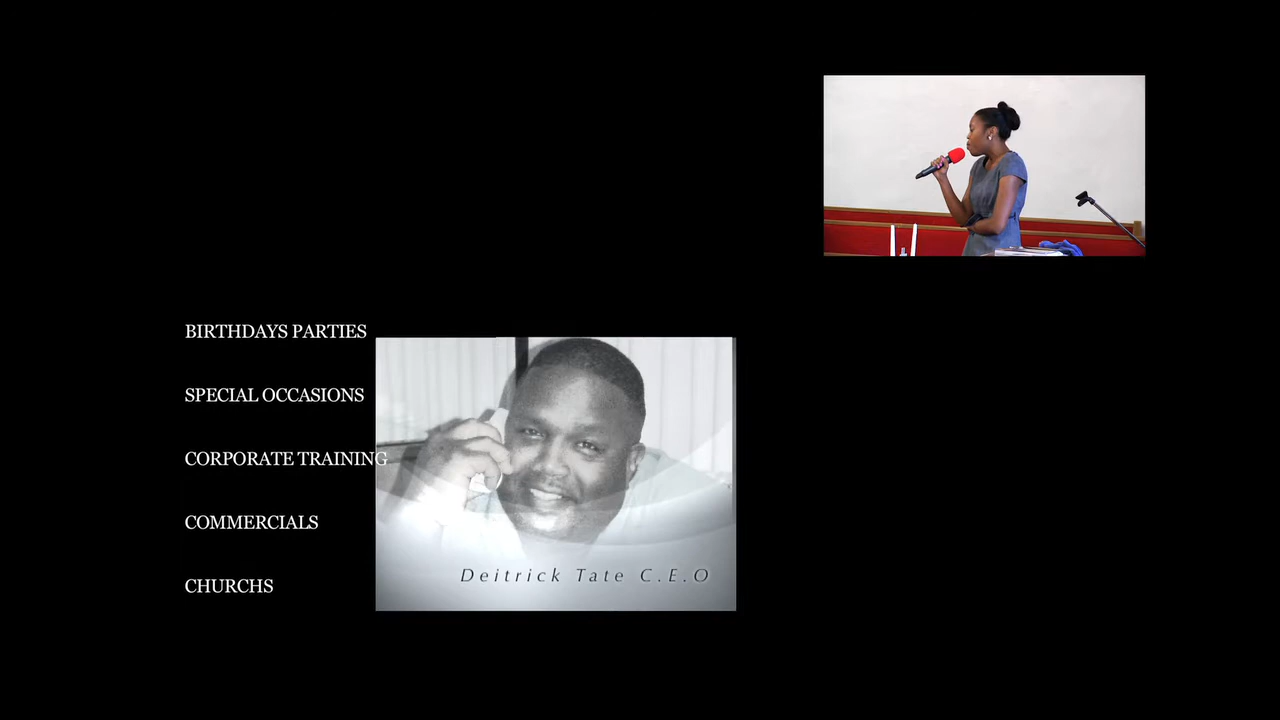 BIRTHDAYS PARTIES
SPECIAL OCCASIONS
CORPORATE TRAINING
COMMERCIALS
CHURCHS
Deitrick Tate C.E.O